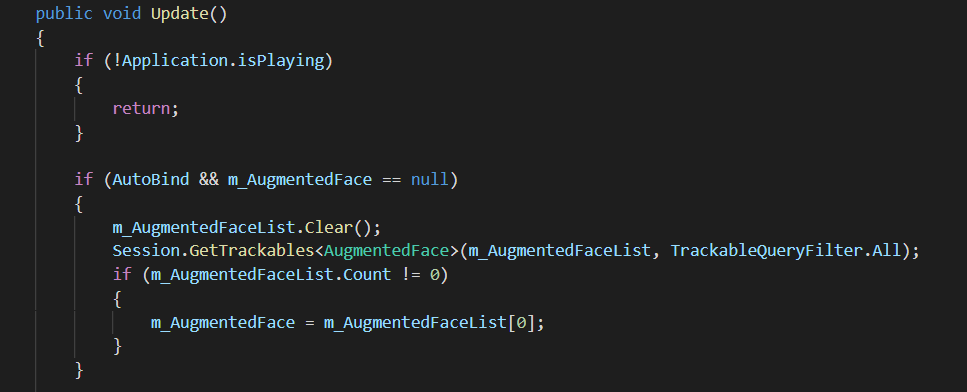 public void Update()
{
if (!Application.isPlaying)
{
return;
}
if (AutoBind && m_AugmentedFace == null)
{
m_AugmentedFaceList.Clear();
Session.GetTrackables<AugmentedFace>(m_AugmentedFaceList, TrackableQueryFilter.All);
if (m_AugmentedFaceList.Count != 0)
{
m_AugmentedFace = m_AugmentedFaceList[0];
}
}